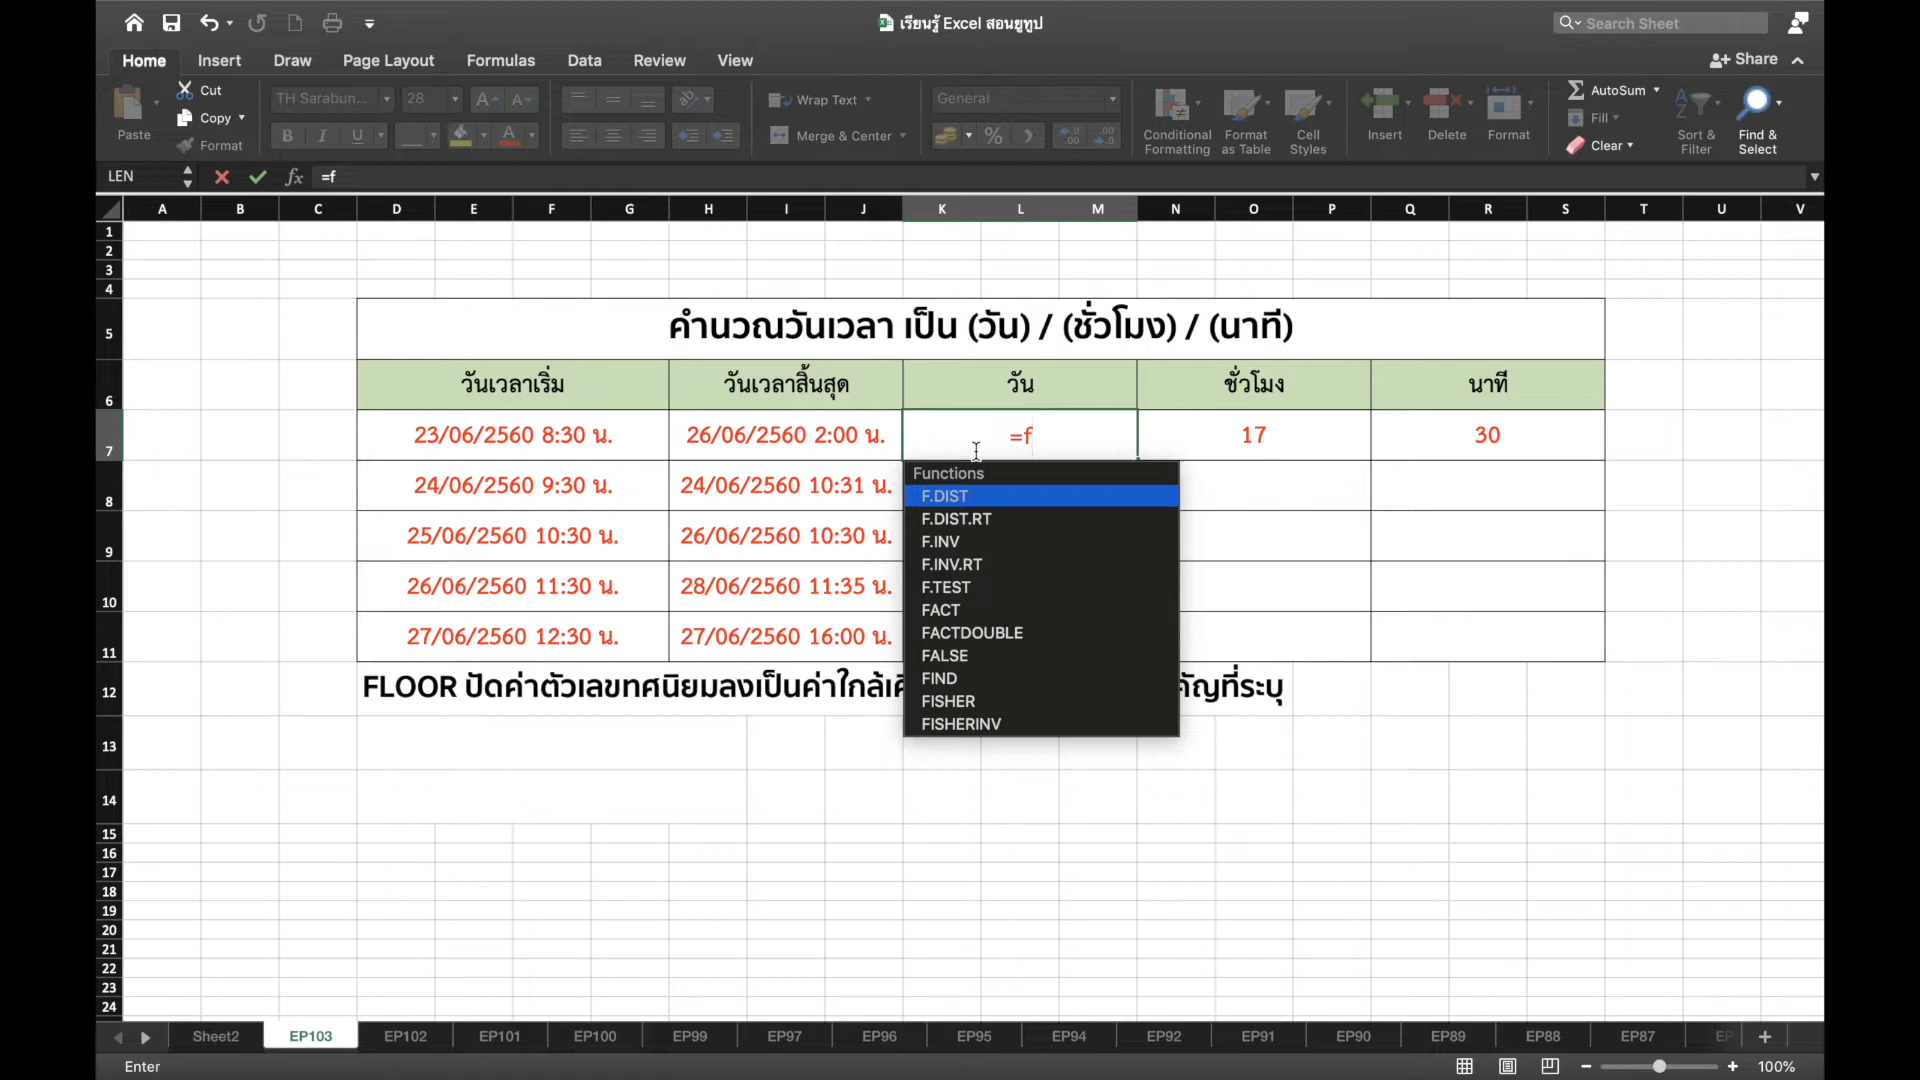 เรียนรู้ Excel สอนยูทูป
Search Sheet
Home Insert Draw Page Layout Formulas Data Review View
Share
Paste
Cut
Copy
Format
TH Sarabun... 28
Wrap Text
Merge & Center
General
Conditional Formatting
Format as Table
Cell Styles
Insert
Delete
Format
AutoSum
Fill
Clear
Sort & Filter
Find & Select
LEN fx =f
A B C D E F G H I J K L M N O P Q R S T U V
1
2
3
4
5 คำนวณวันเวลา เป็น (วัน) / (ชั่วโมง) / (นาที)
6 วันเวลาเริ่ม วันเวลาสิ้นสุด วัน ชั่วโมง นาที
7 23/06/2560 8:30 น. 26/06/2560 2:00 น. =f 17 30
8 24/06/2560 9:30 น. 24/06/2560 10:31 น.
9 25/06/2560 10:30 น. 26/06/2560 10:30 น.
10 26/06/2560 11:30 น. 28/06/2560 11:35 น.
11 27/06/2560 12:30 น. 27/06/2560 16:00 น.
Functions
F.DIST
F.DIST.RT
F.INV
F.INV.RT
F.TEST
FACT
FACTDOUBLE
FALSE
FIND
FISHER
FISHERINV
12 FLOOR ปัดค่าตัวเลขทศนิยมลงเป็นค่าใกล้เคี ที่ระบุ
13
14
15
16
17
18
19
20
21
22
23
24
Sheet2 EP103 EP102 EP101 EP100 EP99 EP97 EP96 EP95 EP94 EP92 EP91 EP90 EP89 EP88 EP87
Enter 100%